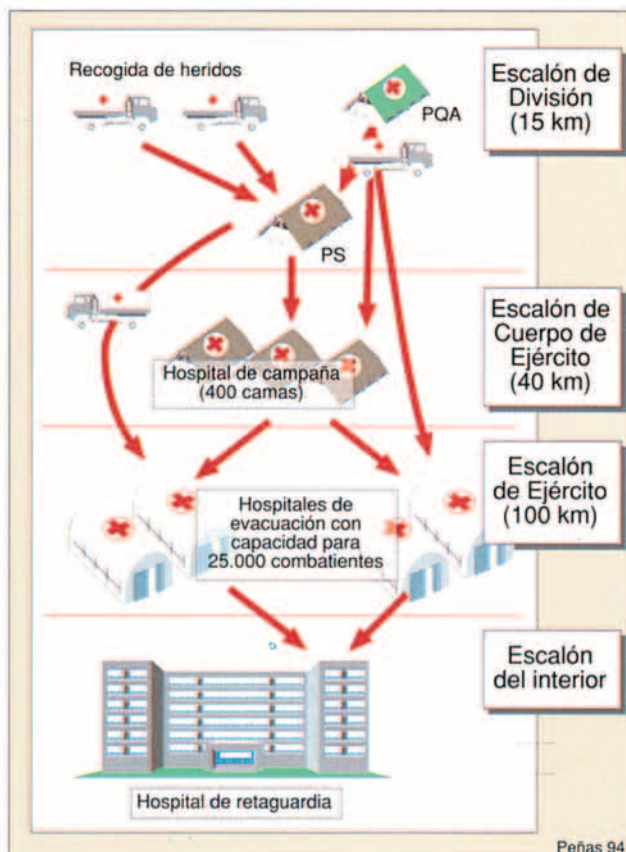 Recogida de heridos
PQA
PS
Escalón de
División
(15 km)
Hospital de campaña
(400 camas)
Escalón de
Cuerpo de
Ejército
(40 km)
Hospitales de
evacuación con
capacidad para
25.000 combatientes
Escalón
de Ejército
(100 km)
Escalón
del interior
Hospital de retaguardia
Peñas 94